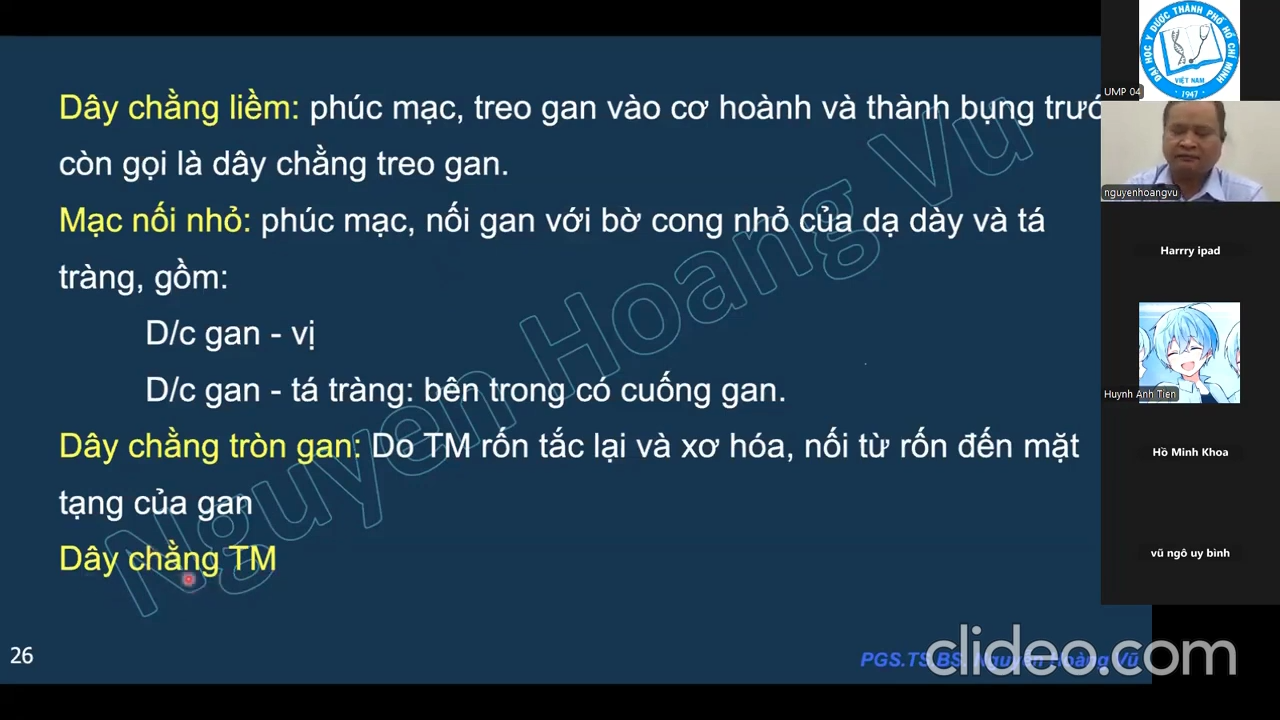 Dây chằng liềm: phúc mạc, treo gan vào cơ hoành và thành bụng trướ
còn gọi là dây chằng treo gan.
Mạc nối nhỏ: phúc mạc, nối gan với bờ cong nhỏ của dạ dày và tá
tràng, gồm:
D/c gan - vị
D/c gan - tá tràng: bên trong có cuống gan.
Dây chằng tròn gan: Do TM rốn tắc lại và xơ hóa, nối từ rốn đến mặt
tạng của gan
Dây chằng TM
Nguyen Hoang Vu
26
PGS.TS.BS. Nguyễn Hoàng Vũ
clideo.com
ĐẠI HỌC Y DƯỢC THÀNH PHỐ HỒ CHÍ MINH
VIỆT NAM
1947
UMP 04
nguyenhoangvu
Harrry ipad
Huynh Anh Tien
Hồ Minh Khoa
vũ ngô uy bình